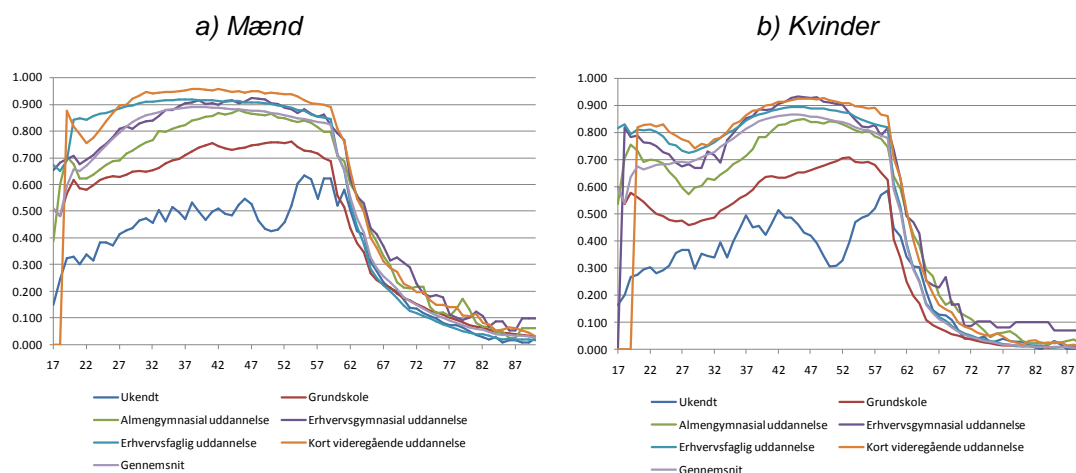 a) Mænd
1.000
0.900
0.800
0.700
0.600
0.500
0.400
0.300
0.200
0.100
0.000
17 22 27 32 37 42 47 52 57 62 67 72 77 82 87
Ukendt Grundskole
Almengymnasial uddannelse Erhvervsgymnasial uddannelse
Erhvervsfaglig uddannelse Kort videregående uddannelse
Gennemsnit
b) Kvinder
1.000
0.900
0.800
0.700
0.600
0.500
0.400
0.300
0.200
0.100
0.000
17 22 27 32 37 42 47 52 57 62 67 72 77 82 87
Ukendt Grundskole
Almengymnasial uddannelse Erhvervsgymnasial uddannelse
Erhvervsfaglig uddannelse Kort videregående uddannelse
Gennemsnit